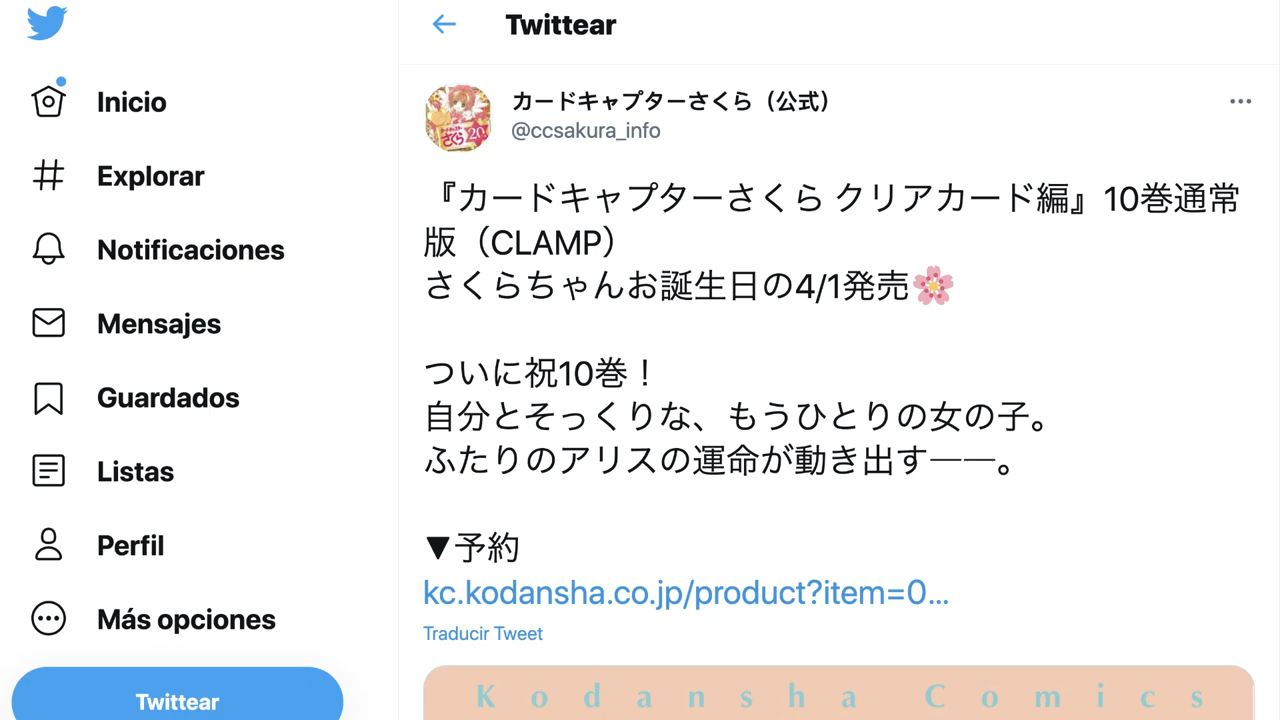 Inicio
Explorar
Notificaciones
Mensajes
Guardados
Listas
Perfil
Más opciones
Twittear
Twittear
カードキャプターさくら（公式）
@ccsakura_info
『カードキャプターさくら クリアカード編』10巻通常
版（CLAMP）
さくらちゃんお誕生日の4/1発売🌸
ついに祝10巻！
自分とそっくりな、もうひとりの女の子。
ふたりのアリスの運命が動き出す――。
▼予約
kc.kodansha.co.jp/product?item=0…
Traducir Tweet
Kodansha Comics